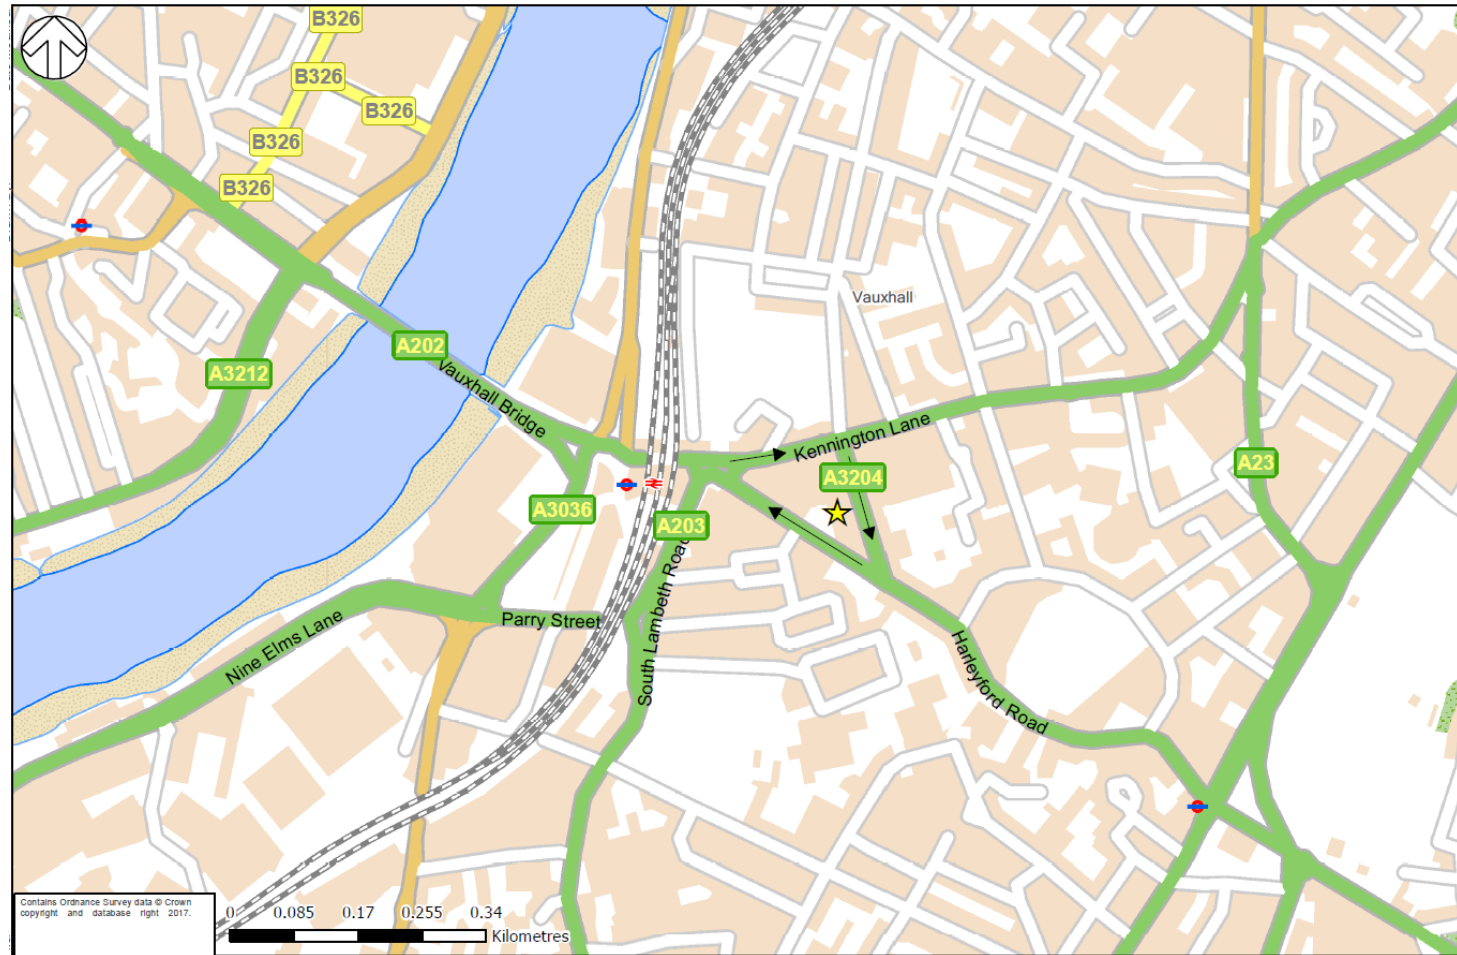 B326
B326
B326
B326
B326
Vauxhall
A202
Vauxhall Bridge
A3212
Kennington Lane
A3204
A23
A3036
A203
South Lambeth Road
Parry Street
Nine Elms Lane
Harleyford Road
Contains Ordnance Survey data © Crown
copyright and database right 2017.
0 0.085 0.17 0.255 0.34
Kilometres